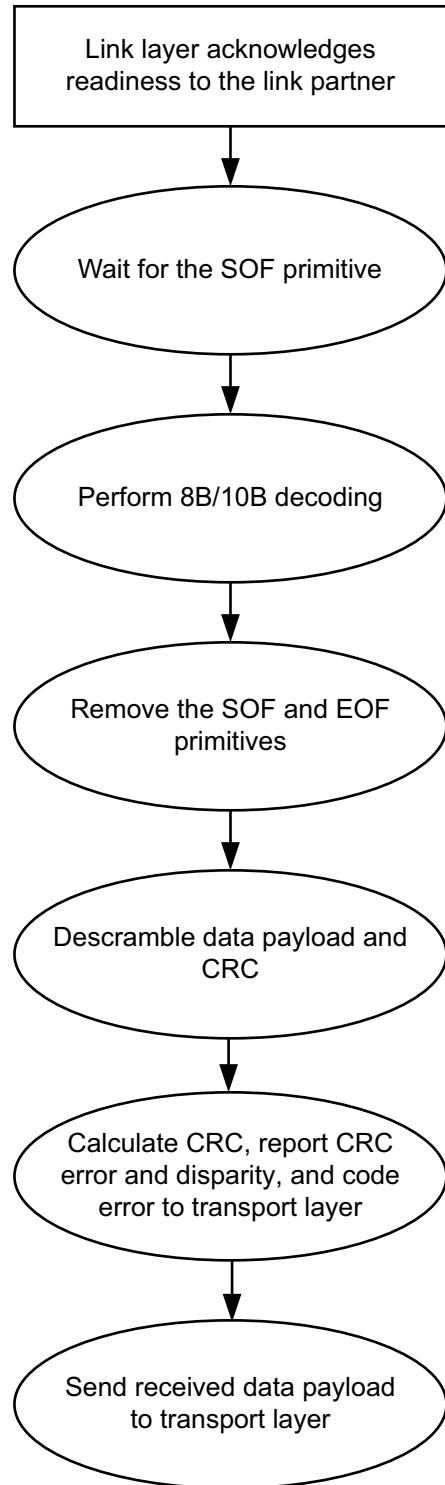 Link layer acknowledges
readiness to the link partner
Wait for the SOF primitive
Perform 8B/10B decoding
Remove the SOF and EOF
primitives
Descramble data payload and
CRC
Calculate CRC, report CRC
error and disparity, and code
error to transport layer
Send received data payload
to transport layer